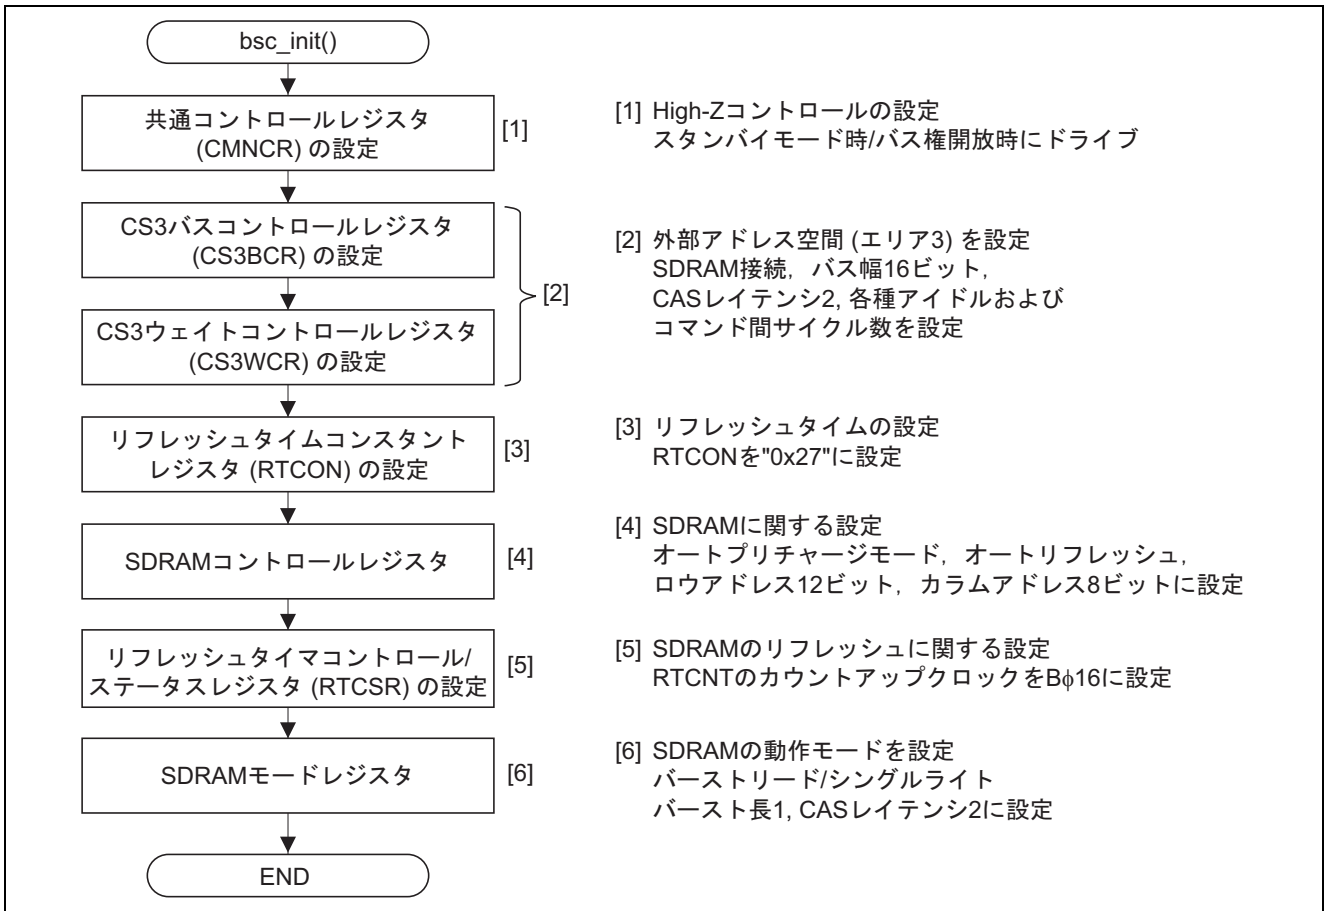 bsc_init()
共通コントロールレジスタ
(CMNCR) の設定
[1]
[1] High-Zコントロールの設定
スタンバイモード時/バス権開放時にドライブ
CS3バスコントロールレジスタ
(CS3BCR) の設定
CS3ウェイトコントロールレジスタ
(CS3WCR) の設定
[2]
[2] 外部アドレス空間 (エリア3) を設定
SDRAM接続，バス幅16ビット，
CASレイテンシ2, 各種アイドルおよび
コマンド間サイクル数を設定
リフレッシュタイムコンスタント
レジスタ (RTCON) の設定
[3]
[3] リフレッシュタイムの設定
RTCONを"0x27"に設定
SDRAMコントロールレジスタ
[4]
[4] SDRAMに関する設定
オートプリチャージモード，オートリフレッシュ，
ロウアドレス12ビット，カラムアドレス8ビットに設定
リフレッシュタイマコントロール/
ステータスレジスタ (RTCSR) の設定
[5]
[5] SDRAMのリフレッシュに関する設定
RTCNTのカウントアップクロックをBφ16に設定
SDRAMモードレジスタ
[6]
[6] SDRAMの動作モードを設定
バーストリード/シングルライト
バースト長1, CASレイテンシ2に設定
END